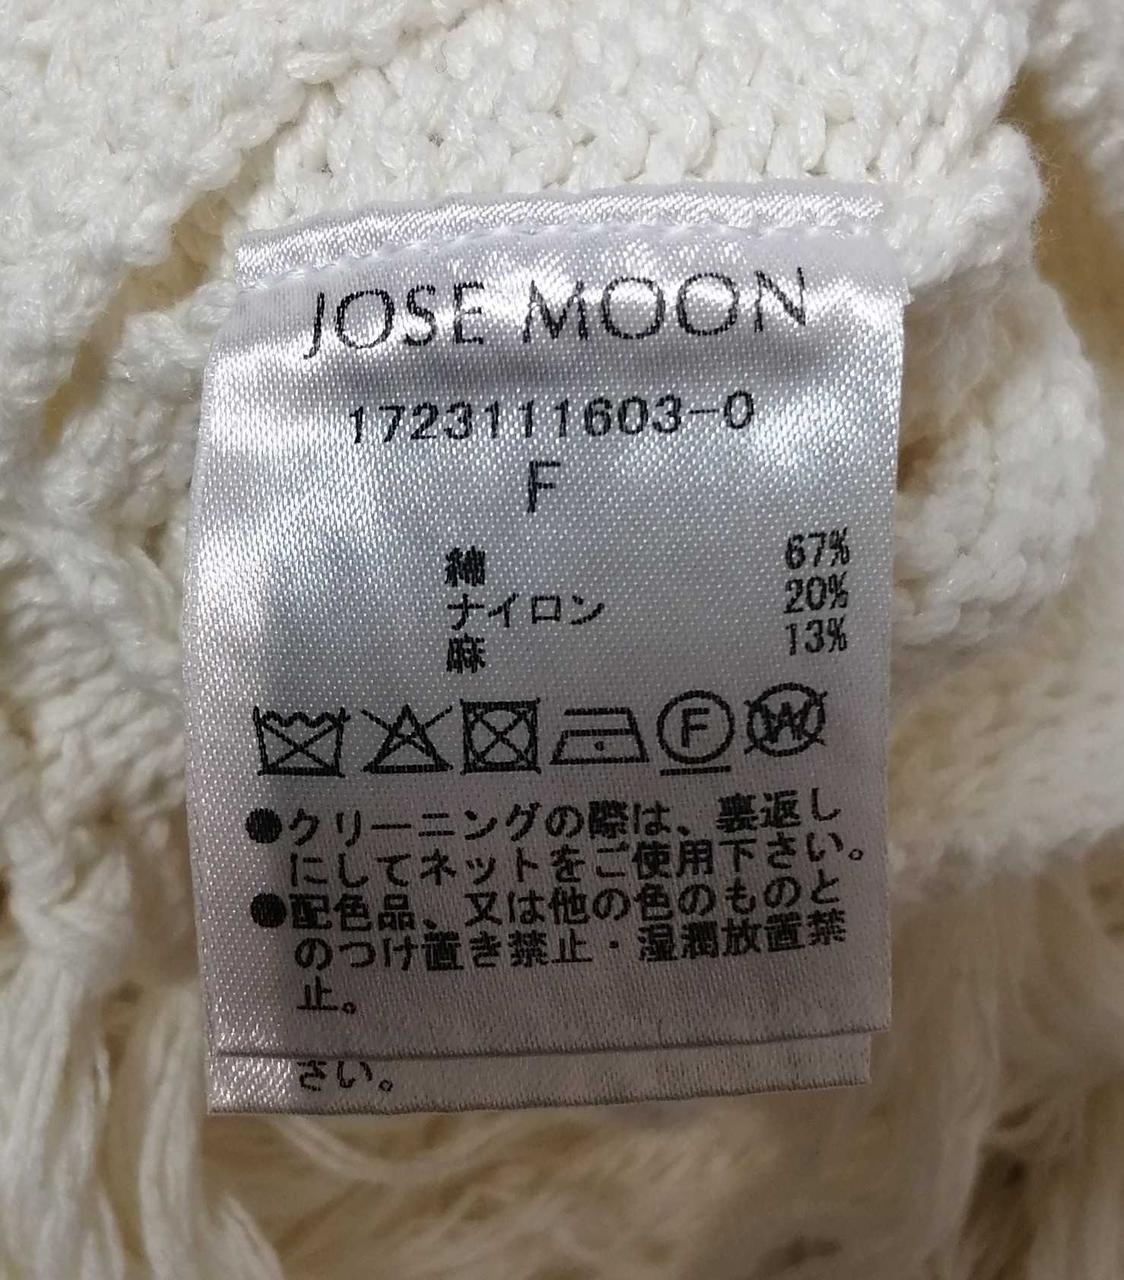 JOSE MOON
1723111603-0
F
綿 67%
ナイロン 20%
麻 13%
F W
●クリーニングの際は、裏返し
にしてネットをご使用下さい。
●配色品、又は他の色のものと
のつけ置き禁止・湿潤放置禁
止。
さい。